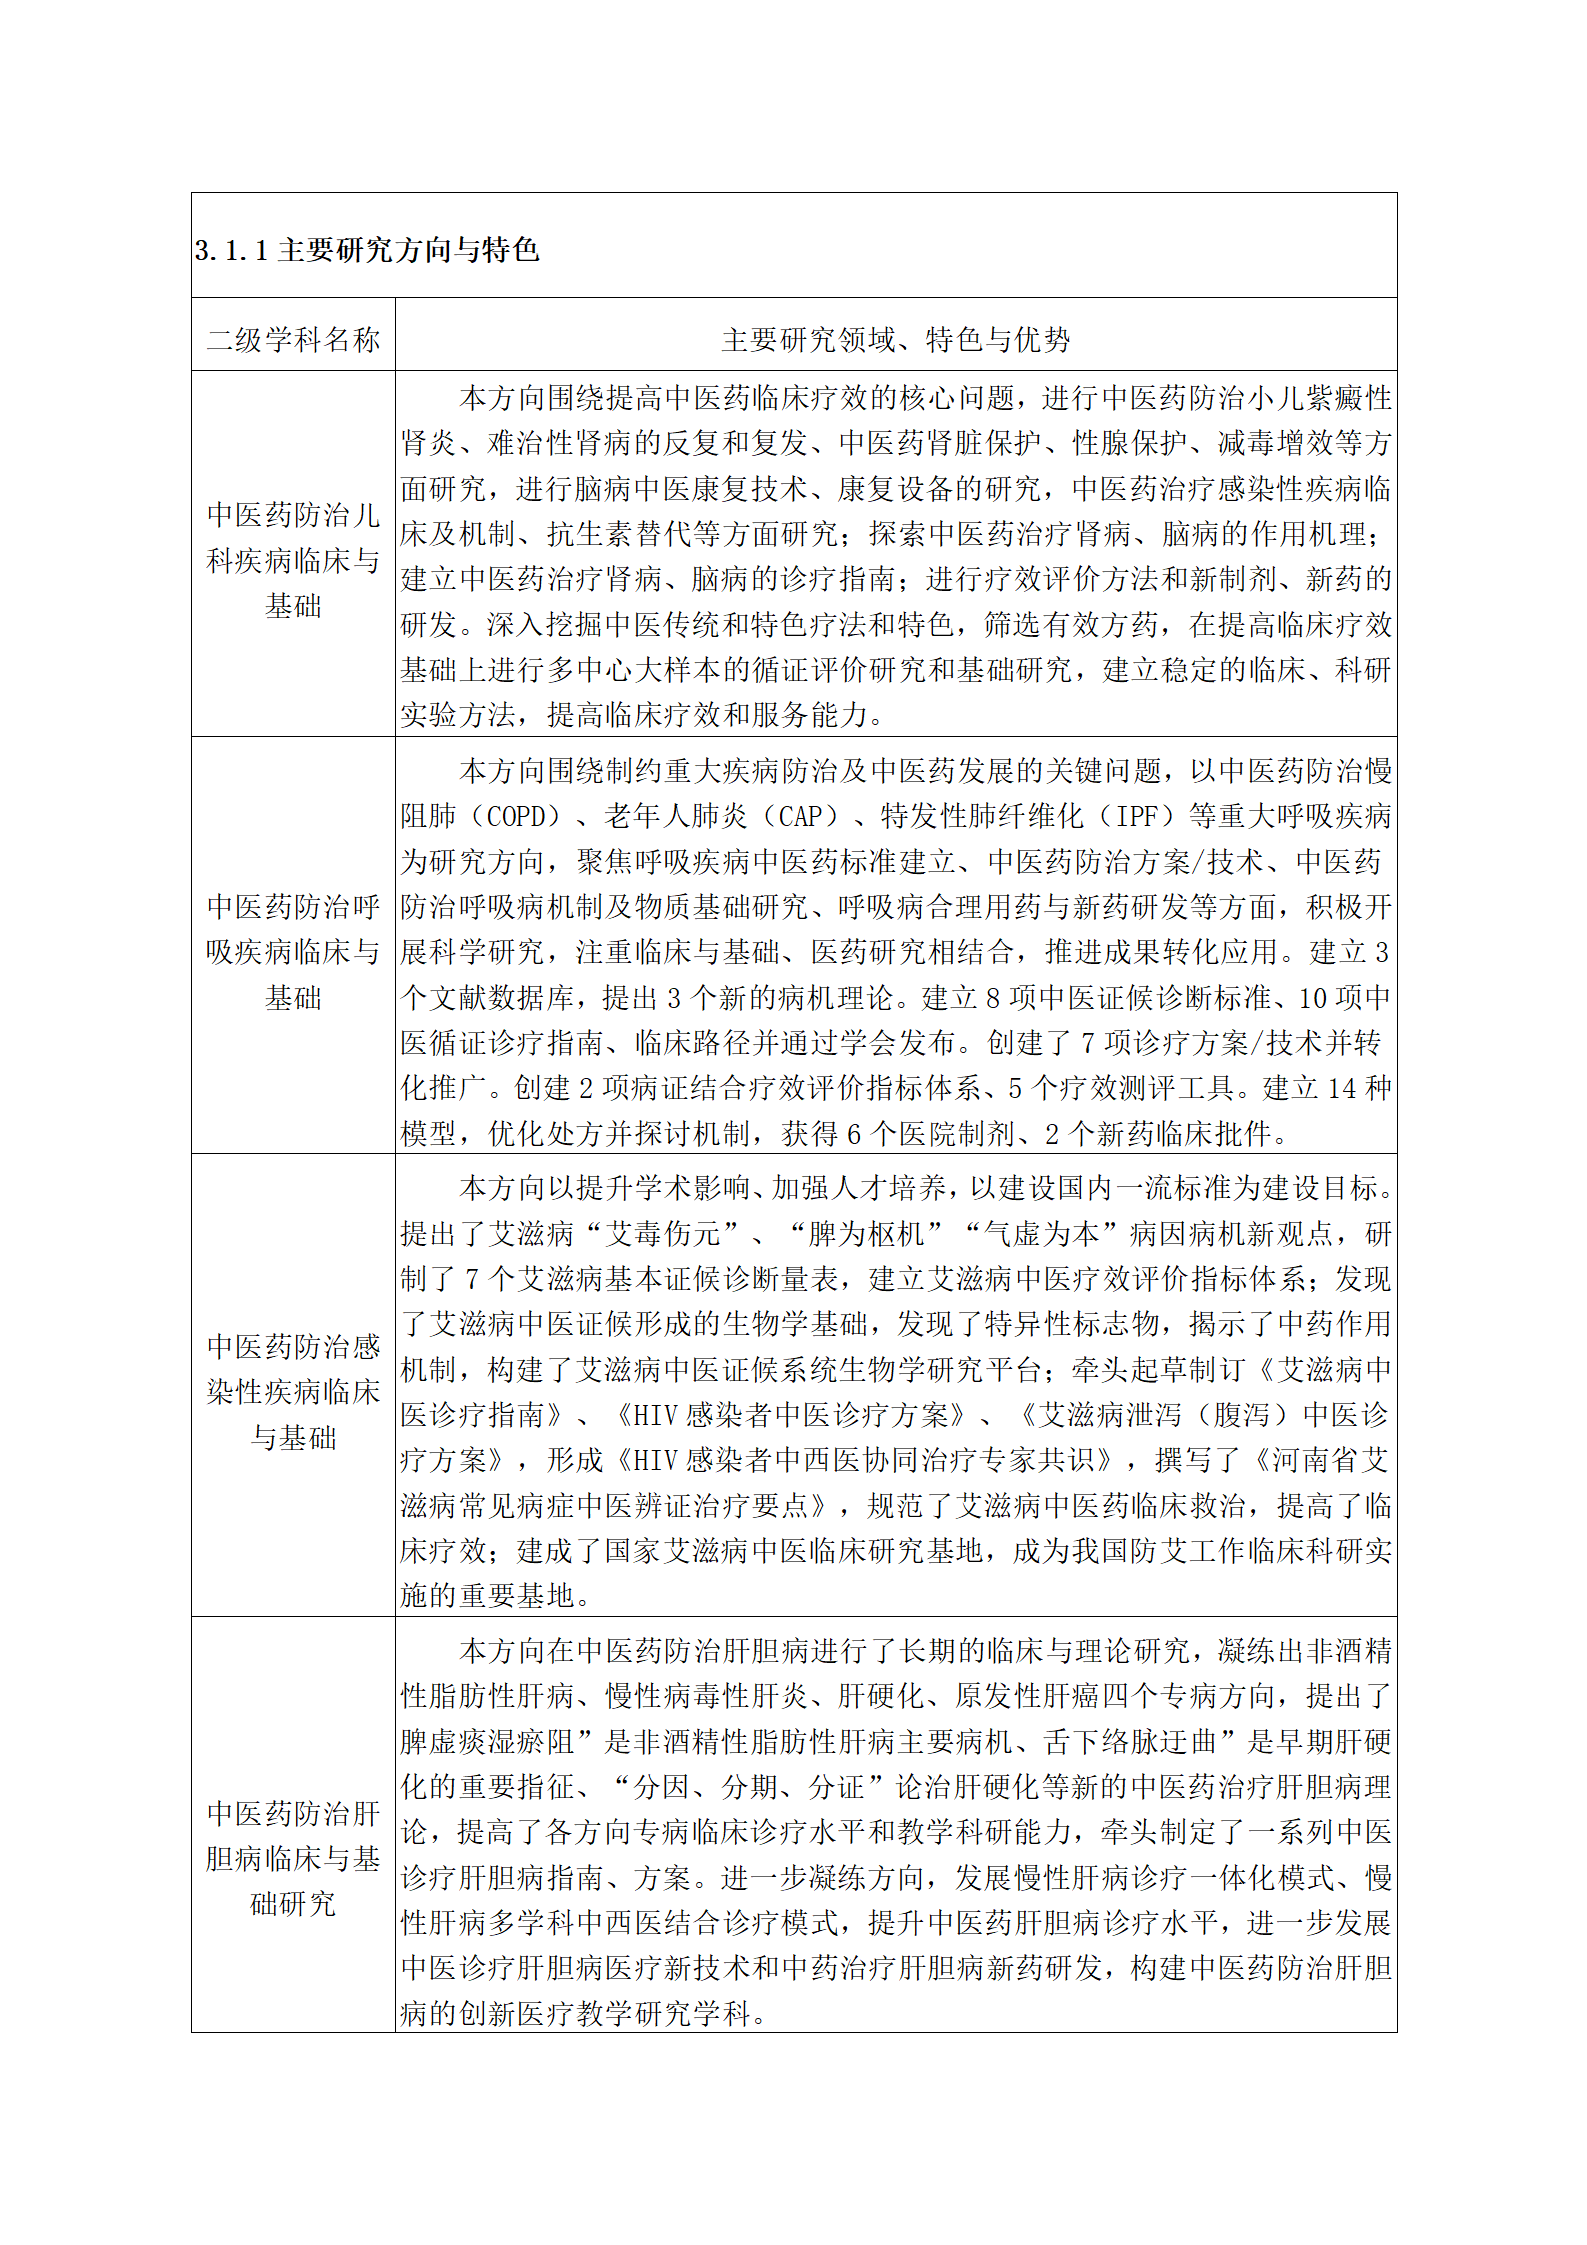 3.1.1 主要研究方向与特色
二级学科名称
主要研究领域、特色与优势
中医药防治儿
科疾病临床与
基础
本方向围绕提高中医药临床疗效的核心问题，进行中医药防治小儿紫癜性
肾炎、难治性肾病的反复和复发、中医药肾脏保护、性腺保护、减毒增效等方
面研究，进行脑病中医康复技术、康复设备的研究，中医药治疗感染性疾病临
床及机制、抗生素替代等方面研究；探索中医药治疗肾病、脑病的作用机理；
建立中医药治疗肾病、脑病的诊疗指南；进行疗效评价方法和新制剂、新药的
研发。深入挖掘中医传统和特色疗法和特色，筛选有效方药，在提高临床疗效
基础上进行多中心大样本的循证评价研究和基础研究，建立稳定的临床、科研
实验方法，提高临床疗效和服务能力。
中医药防治呼
吸疾病临床与
基础
本方向围绕制约重大疾病防治及中医药发展的关键问题，以中医药防治慢
阻肺（COPD）、老年人肺炎（CAP）、特发性肺纤维化（IPF）等重大呼吸疾病
为研究方向，聚焦呼吸疾病中医药标准建立、中医药防治方案/技术、中医药
防治呼吸病机制及物质基础研究、呼吸病合理用药与新药研发等方面，积极开
展科学研究，注重临床与基础、医药研究相结合，推进成果转化应用。建立 3
个文献数据库，提出 3 个新的病机理论。建立 8 项中医证候诊断标准、10 项中
医循证诊疗指南、临床路径并通过学会发布。创建了 7 项诊疗方案/技术并转
化推广。创建 2 项病证结合疗效评价指标体系、5 个疗效测评工具。建立 14 种
模型，优化处方并探讨机制，获得 6 个医院制剂、2 个新药临床批件。
中医药防治感
染性疾病临床
与基础
本方向以提升学术影响、加强人才培养，以建设国内一流标准为建设目标。
提出了艾滋病“艾毒伤元”、“脾为枢机”“气虚为本”病因病机新观点，研
制了 7 个艾滋病基本证候诊断量表，建立艾滋病中医疗效评价指标体系；发现
了艾滋病中医证候形成的生物学基础，发现了特异性标志物，揭示了中药作用
机制，构建了艾滋病中医证候系统生物学研究平台；牵头起草制订《艾滋病中
医诊疗指南》、《HIV 感染者中医诊疗方案》、《艾滋病泄泻（腹泻）中医诊
疗方案》，形成《HIV 感染者中西医协同治疗专家共识》，撰写了《河南省艾
滋病常见病症中医辨证治疗要点》，规范了艾滋病中医药临床救治，提高了临
床疗效；建成了国家艾滋病中医临床研究基地，成为我国防艾工作临床科研实
施的重要基地。
中医药防治肝
胆病临床与基
础研究
本方向在中医药防治肝胆病进行了长期的临床与理论研究，凝练出非酒精
性脂肪性肝病、慢性病毒性肝炎、肝硬化、原发性肝癌四个专病方向，提出了
脾虚痰湿瘀阻”是非酒精性脂肪性肝病主要病机、舌下络脉迂曲”是早期肝硬
化的重要指征、“分因、分期、分证”论治肝硬化等新的中医药治疗肝胆病理
论，提高了各方向专病临床诊疗水平和教学科研能力，牵头制定了一系列中医
诊疗肝胆病指南、方案。进一步凝练方向，发展慢性肝病诊疗一体化模式、慢
性肝病多学科中西医结合诊疗模式，提升中医药肝胆病诊疗水平，进一步发展
中医诊疗肝胆病医疗新技术和中药治疗肝胆病新药研发，构建中医药防治肝胆
病的创新医疗教学研究学科。